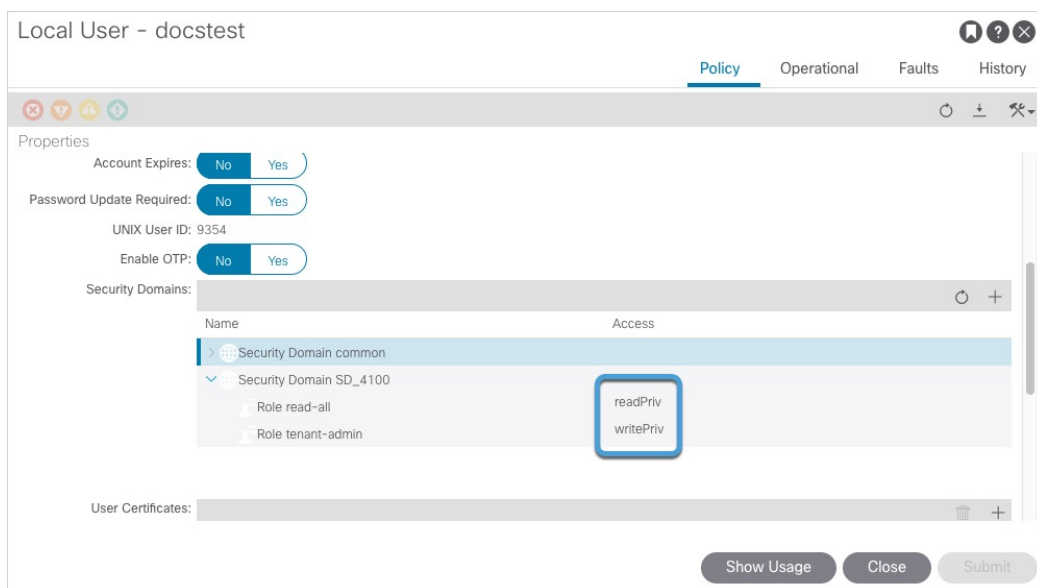 Local User - docstest
Policy Operational Faults History
Properties
Account Expires: No Yes
Password Update Required: No Yes
UNIX User ID: 9354
Enable OTP: No Yes
Security Domains:
Name Access
Security Domain common
Security Domain SD_4100
Role read-all readPriv
Role tenant-admin writePriv
User Certificates:
Show Usage Close Submit